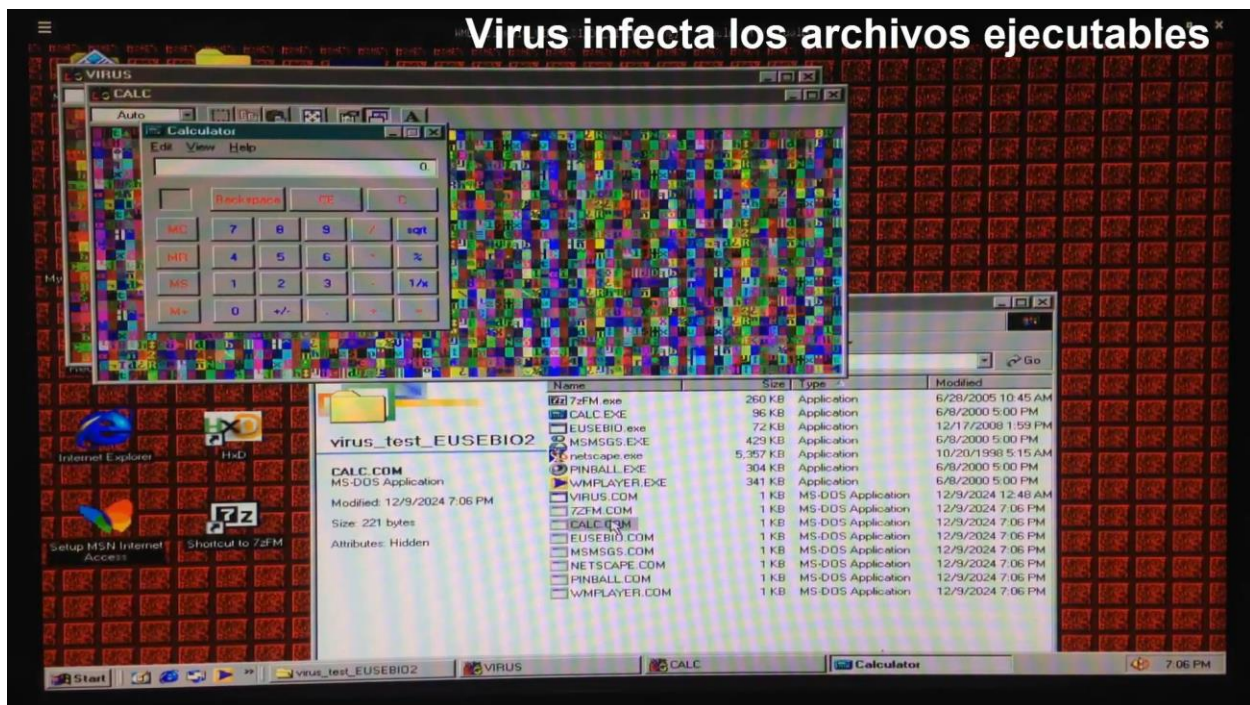 Virus infecta los archivos ejecutables
VIRUS
CALC
Auto
A
Calculator
Edit View Help
0.
Backspace CE C
MC 7 8 9 / sqrt
MR 4 5 6 * %
MS 1 2 3 - 1/x
M+ 0 +/- . + =
Go
Name Size Type Modified
7zFM.exe 260 KB Application 6/28/2005 10:45 AM
CALC.EXE 96 KB Application 6/8/2000 5:00 PM
EUSEBIO.exe 72 KB Application 12/17/2008 1:59 PM
MSMSGS.EXE 429 KB Application 6/8/2000 5:00 PM
netscape.exe 5,357 KB Application 10/20/1998 5:15 AM
PINBALL.EXE 304 KB Application 6/8/2000 5:00 PM
WMPLAYER.EXE 341 KB Application 6/8/2000 5:00 PM
VIRUS.COM 1 KB MS-DOS Application 12/9/2024 12:48 AM
7ZFM.COM 1 KB MS-DOS Application 12/9/2024 7:06 PM
CALC.COM 1 KB MS-DOS Application 12/9/2024 7:06 PM
EUSEBIO.COM 1 KB MS-DOS Application 12/9/2024 7:06 PM
MSMSGS.COM 1 KB MS-DOS Application 12/9/2024 7:06 PM
NETSCAPE.COM 1 KB MS-DOS Application 12/9/2024 7:06 PM
PINBALL.COM 1 KB MS-DOS Application 12/9/2024 7:06 PM
WMPLAYER.COM 1 KB MS-DOS Application 12/9/2024 7:06 PM
virus_test_EUSEBIO2
CALC.COM
MS-DOS Application
Modified: 12/9/2024 7:06 PM
Size: 221 bytes
Attributes: Hidden
Internet Explorer
HxD
Setup MSN Internet Access
7z
Shortcut to 7zFM
Start
virus_test_EUSEBIO2
VIRUS
CALC
Calculator
7:06 PM